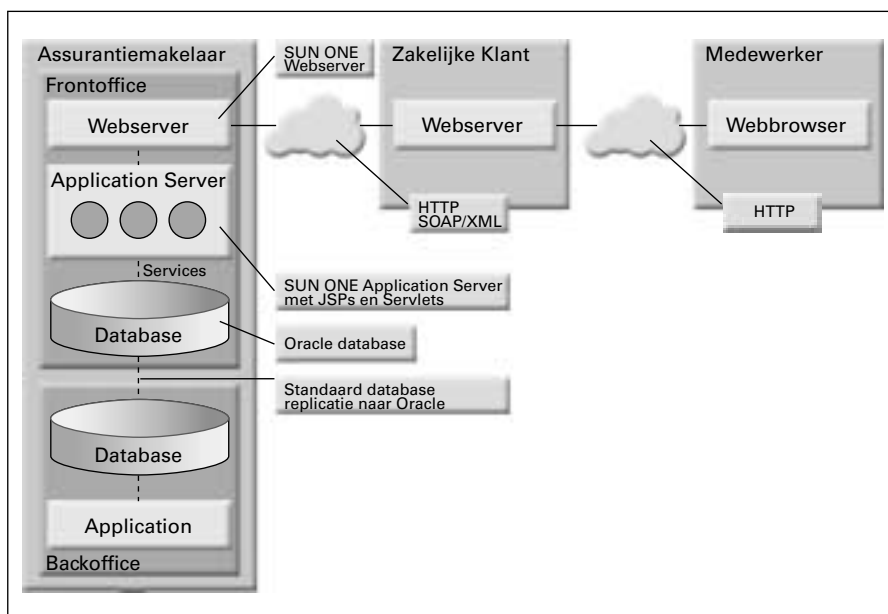 Assurantiemakelaar
SUN ONE
Webserver
Zakelijke Klant
Medewerker
Frontoffice
Webserver
Webserver
Webbrowser
Application Server
HTTP
SOAP/XML
HTTP
Services
SUN ONE Application Server
met JSPs en Servlets
Database
Oracle database
Standaard database
replicatie naar Oracle
Database
Application
Backoffice